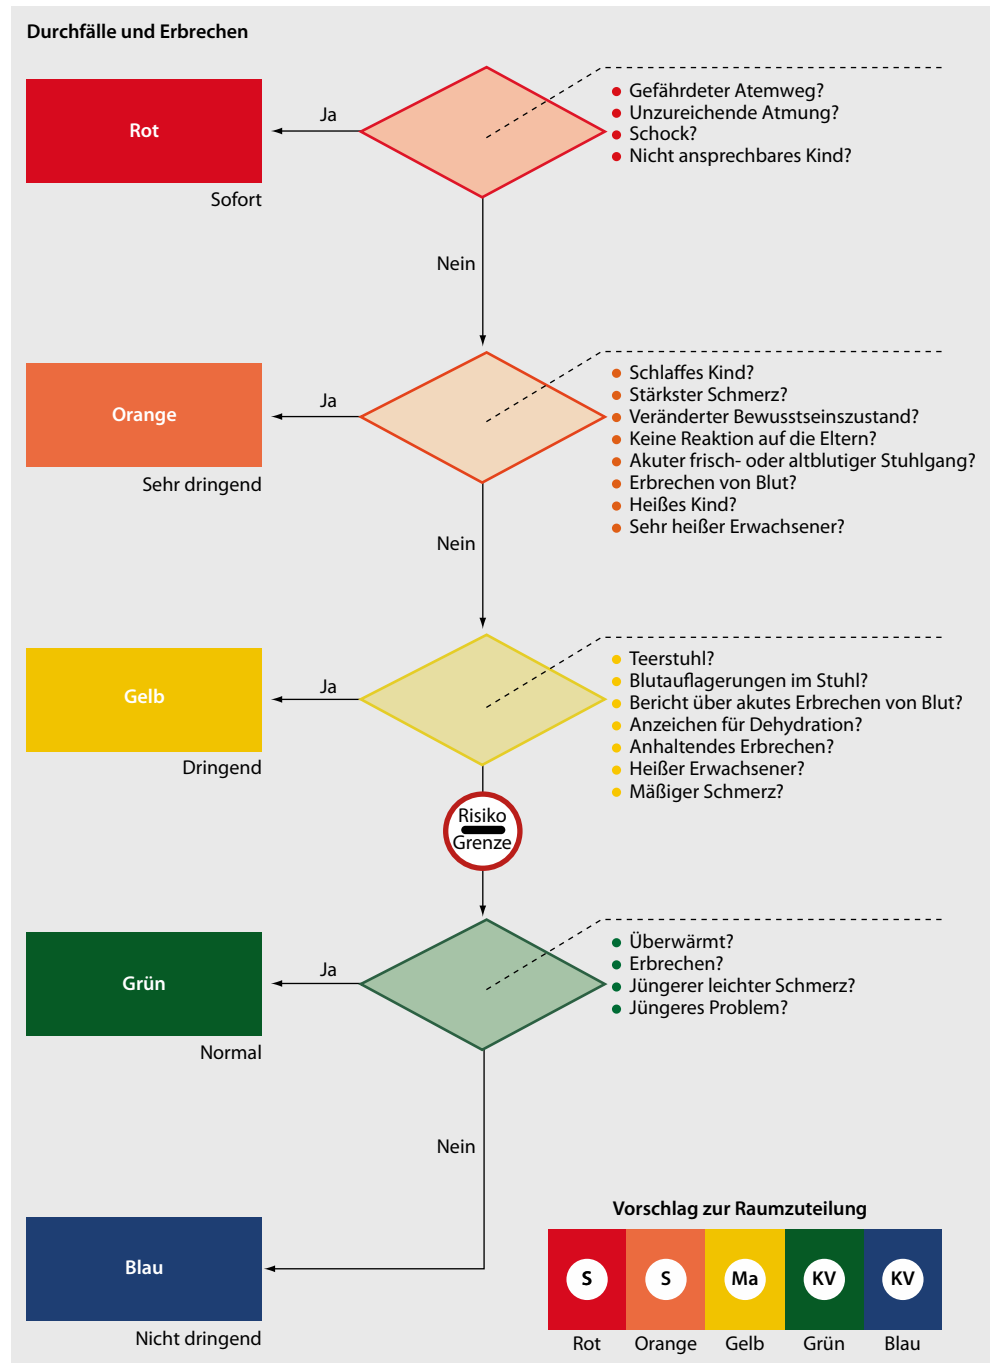 Durchfälle und Erbrechen
Rot
Sofort
Ja
Gefährdeter Atemweg?
Unzureichende Atmung?
Schock?
Nicht ansprechbares Kind?
Nein
Orange
Sehr dringend
Ja
Schlaffes Kind?
Stärkster Schmerz?
Veränderter Bewusstseinszustand?
Keine Reaktion auf die Eltern?
Akuter frisch- oder altblutiger Stuhlgang?
Erbrechen von Blut?
Heißes Kind?
Sehr heißer Erwachsener?
Nein
Gelb
Dringend
Ja
Teerstuhl?
Blutauflagerungen im Stuhl?
Bericht über akutes Erbrechen von Blut?
Anzeichen für Dehydration?
Anhaltendes Erbrechen?
Heißer Erwachsener?
Mäßiger Schmerz?
Risiko
Grenze
Grün
Normal
Ja
Überwärmt?
Erbrechen?
Jüngerer leichter Schmerz?
Jüngeres Problem?
Nein
Blau
Nicht dringend
Vorschlag zur Raumzuteilung
S S Ma KV KV
Rot Orange Gelb Grün Blau